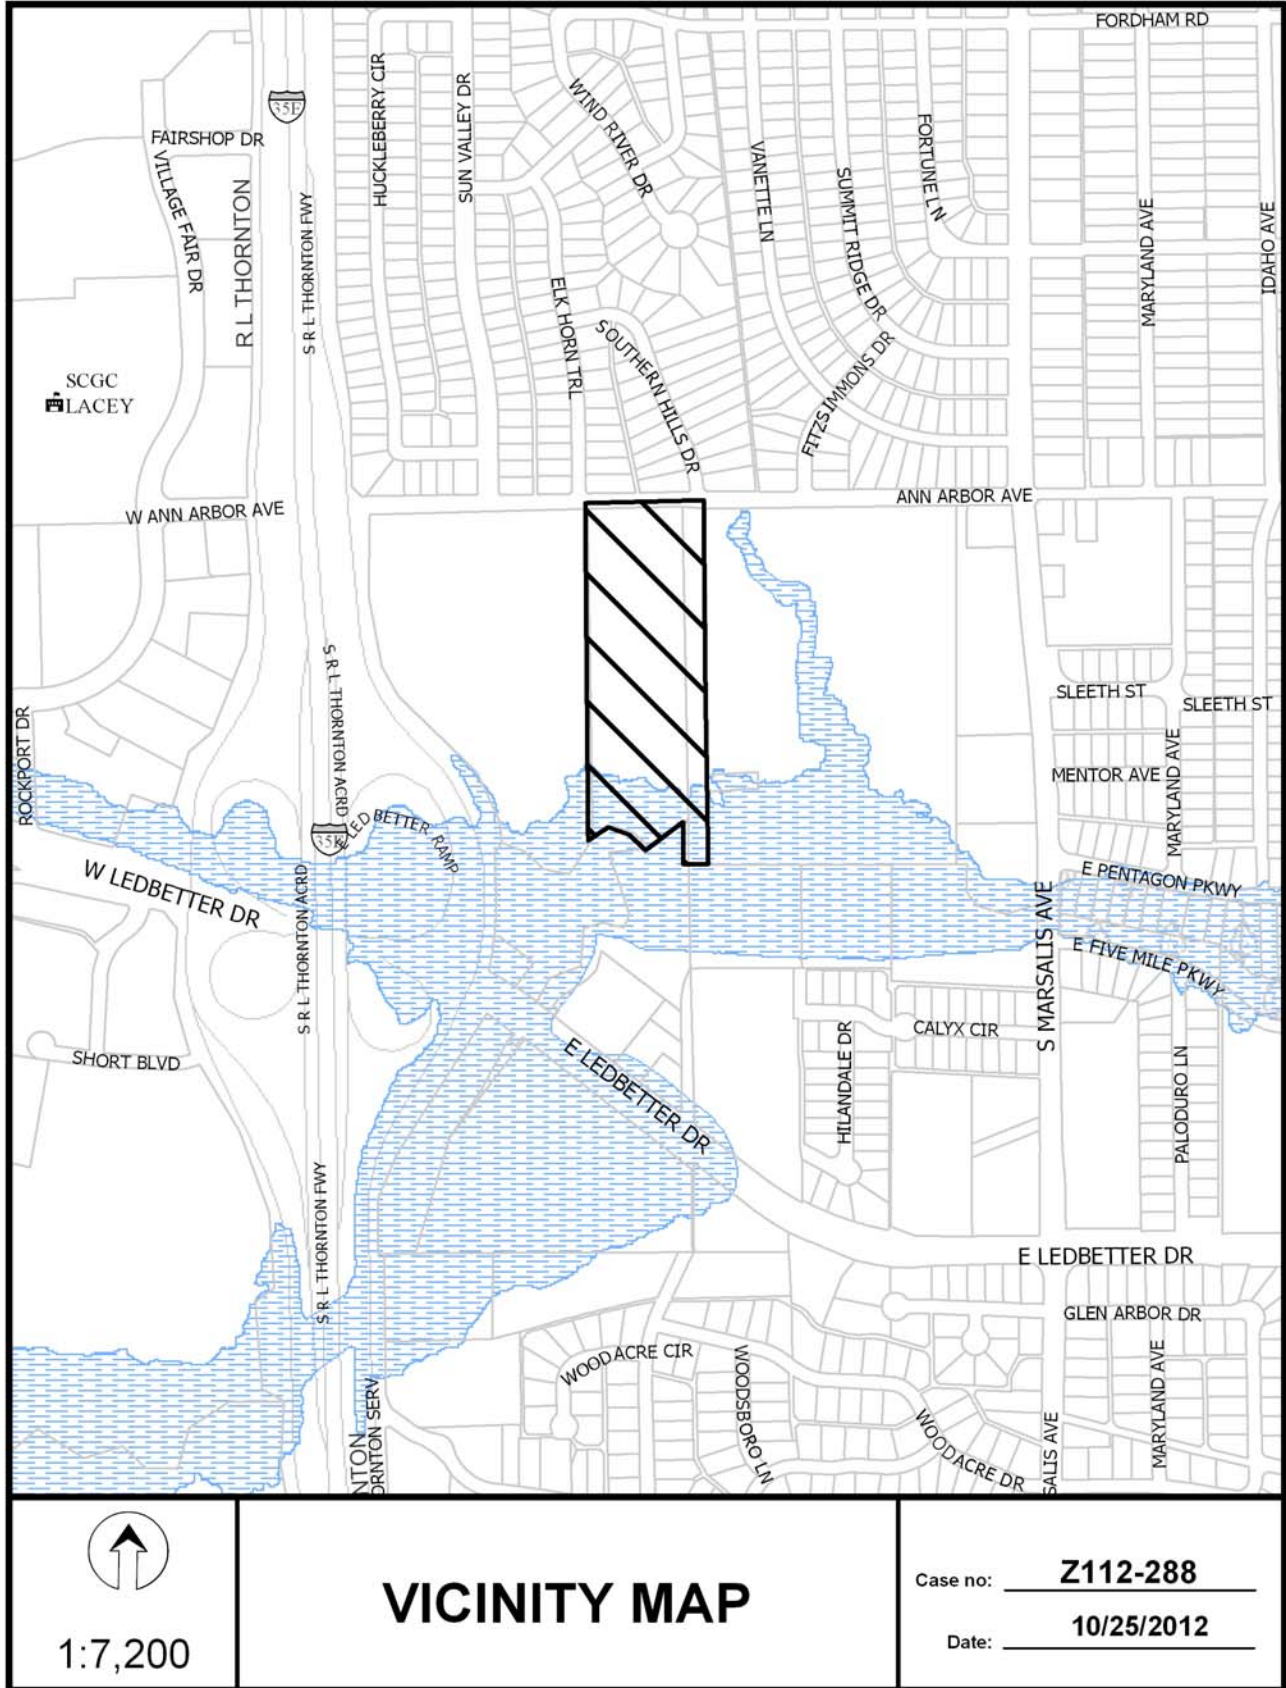 FORDHAM RD
35E
HUCKLEBERRY CIR
SUN VALLEY DR
WIND RIVER DR
FAIRSHOP DR
VILLAGE FAIR DR
R L THORNTON
S R L THORNTON FWY
VANETTE LN
SUMMIT RIDGE DR
FORTUNE LN
MARYLAND AVE
IDAHO AVE
ELK HORN TRL
SOUTHERN HILLS DR
FITZSIMMONS DR
SCGC
LACEY
W ANN ARBOR AVE
ANN ARBOR AVE
S R L THORNTON ACRD
ROCKPORT DR
SLEETH ST
SLEETH ST
MENTOR AVE
MARYLAND AVE
35E
LEDBETTER RAMP
W LEDBETTER DR
S R L THORNTON ACRD
E PENTAGON PKWY
S MARSALIS AVE
E FIVE MILE PKWY
CALYX CIR
HILANDALE DR
SHORT BLVD
E LEDBETTER DR
PALODURO LN
S R L THORNTON FWY
E LEDBETTER DR
GLEN ARBOR DR
WOODACRE CIR
WOODSBORO LN
WOODACRE DR
MARYLAND AVE
SALIS AVE
NTON
ORNTON SERV
1:7,200
VICINITY MAP
Case no: Z112-288
Date: 10/25/2012